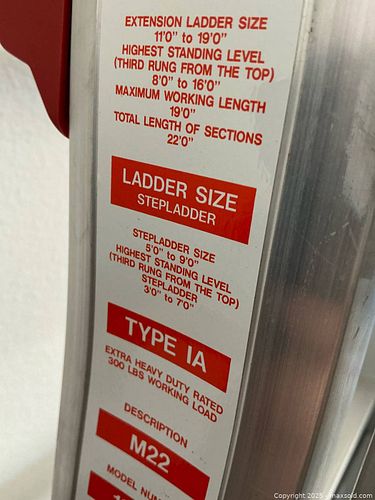 EXTENSION LADDER SIZE
11'0" to 19'0"
HIGHEST STANDING LEVEL
(THIRD RUNG FROM THE TOP)
8'0" to 16'0"
MAXIMUM WORKING LENGTH
19'0"
TOTAL LENGTH OF SECTIONS
22'0"
LADDER SIZE
STEPLADDER
STEPLADDER SIZE
5'0" to 9'0"
HIGHEST STANDING LEVEL
(THIRD RUNG FROM THE TOP)
STEPLADDER
3'0" to 7'0"
TYPE IA
EXTRA HEAVY DUTY RATED
300 LBS WORKING LOAD
DESCRIPTION
M22
MODEL
Copyright 2025 - maxsold.com